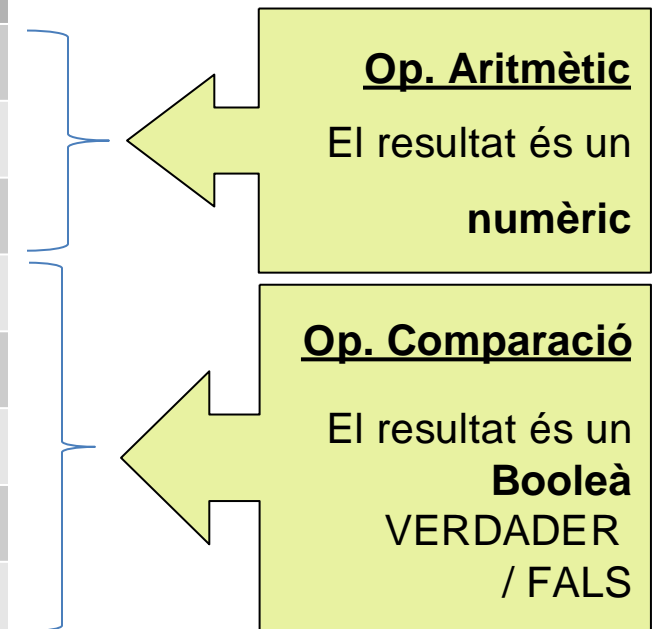 Op. Aritmètic
El resultat és un
numèric
Op. Comparació
El resultat és un
Booleà
VERDADER
/ FALS